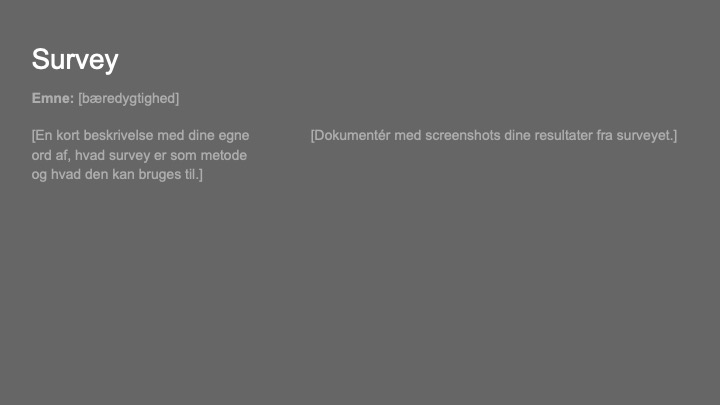 Survey
Emne: [bæredygtighed]
[En kort beskrivelse med dine egne
ord af, hvad survey er som metode
og hvad den kan bruges til.]
[Dokumentér med screenshots dine resultater fra surveyet.]